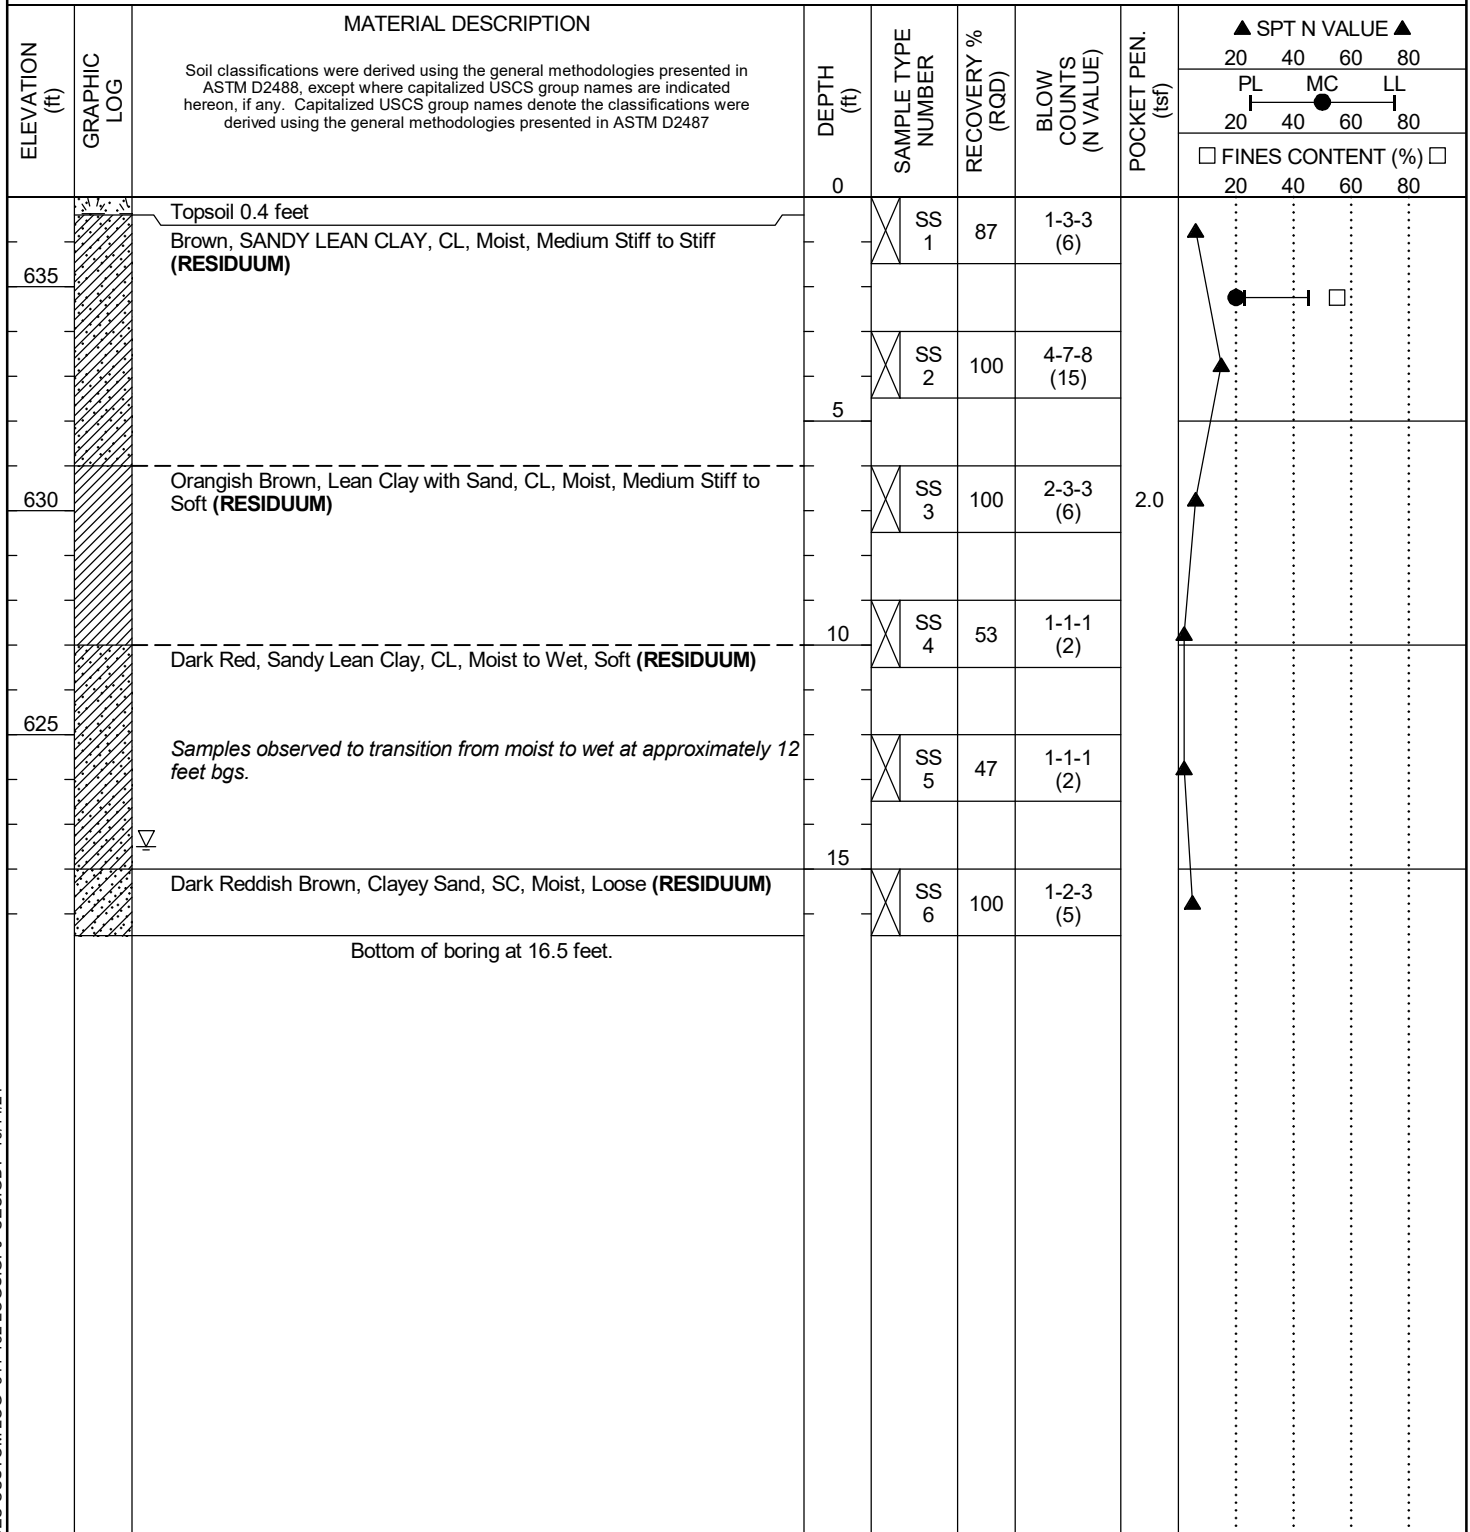 ELEVATION
(ft)
GRAPHIC
LOG
MATERIAL DESCRIPTION
Soil classifications were derived using the general methodologies presented in
ASTM D2488, except where capitalized USCS group names are indicated
hereon, if any. Capitalized USCS group names denote the classifications were
derived using the general methodologies presented in ASTM D2487
DEPTH
(ft)
0
SAMPLE TYPE
NUMBER
RECOVERY %
(RQD)
BLOW
COUNTS
(N VALUE)
POCKET PEN.
(tsf)
▲ SPT N VALUE ▲
20 40 60 80
PL MC LL
20 40 60 80
□ FINES CONTENT (%) □
20 40 60 80
Topsoil 0.4 feet
Brown, SANDY LEAN CLAY, CL, Moist, Medium Stiff to Stiff
(RESIDUUM)
SS
1
87
1-3-3
(6)
635
SS
2
100
4-7-8
(15)
5
Orangish Brown, Lean Clay with Sand, CL, Moist, Medium Stiff to
Soft (RESIDUUM)
630
SS
3
100
2-3-3
(6)
2.0
SS
4
53
1-1-1
(2)
10
Dark Red, Sandy Lean Clay, CL, Moist to Wet, Soft (RESIDUUM)
625
Samples observed to transition from moist to wet at approximately 12
feet bgs.
SS
5
47
1-1-1
(2)
15
Dark Reddish Brown, Clayey Sand, SC, Moist, Loose (RESIDUUM)
SS
6
100
1-2-3
(5)
Bottom of boring at 16.5 feet.